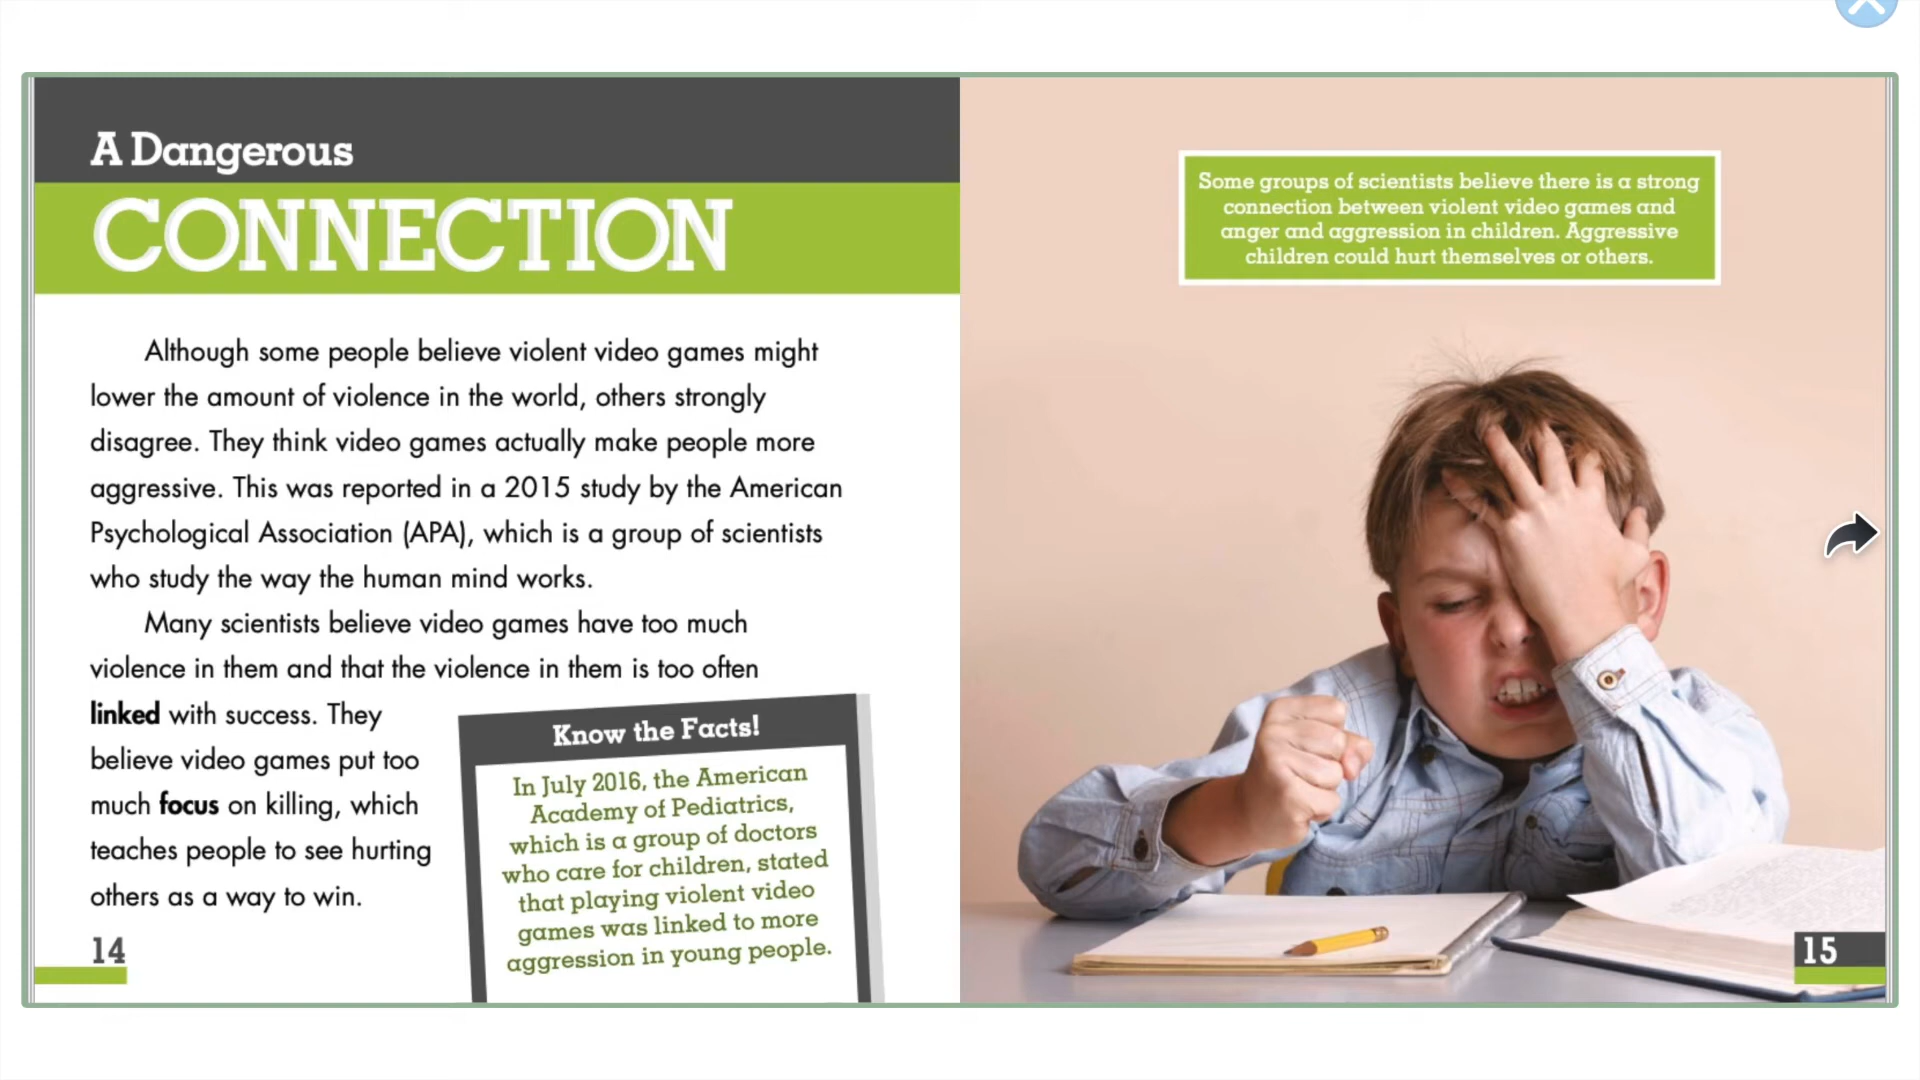 A Dangerous
CONNECTION
Although some people believe violent video games might
lower the amount of violence in the world, others strongly
disagree. They think video games actually make people more
aggressive. This was reported in a 2015 study by the American
Psychological Association (APA), which is a group of scientists
who study the way the human mind works.
Many scientists believe video games have too much
violence in them and that the violence in them is too often
linked with success. They
believe video games put too
much focus on killing, which
teaches people to see hurting
others as a way to win.
Know the Facts!
In July 2016, the American
Academy of Pediatrics,
which is a group of doctors
who care for children, stated
that playing violent video
games was linked to more
aggression in young people.
14
Some groups of scientists believe there is a strong
connection between violent video games and
anger and aggression in children. Aggressive
children could hurt themselves or others.
15